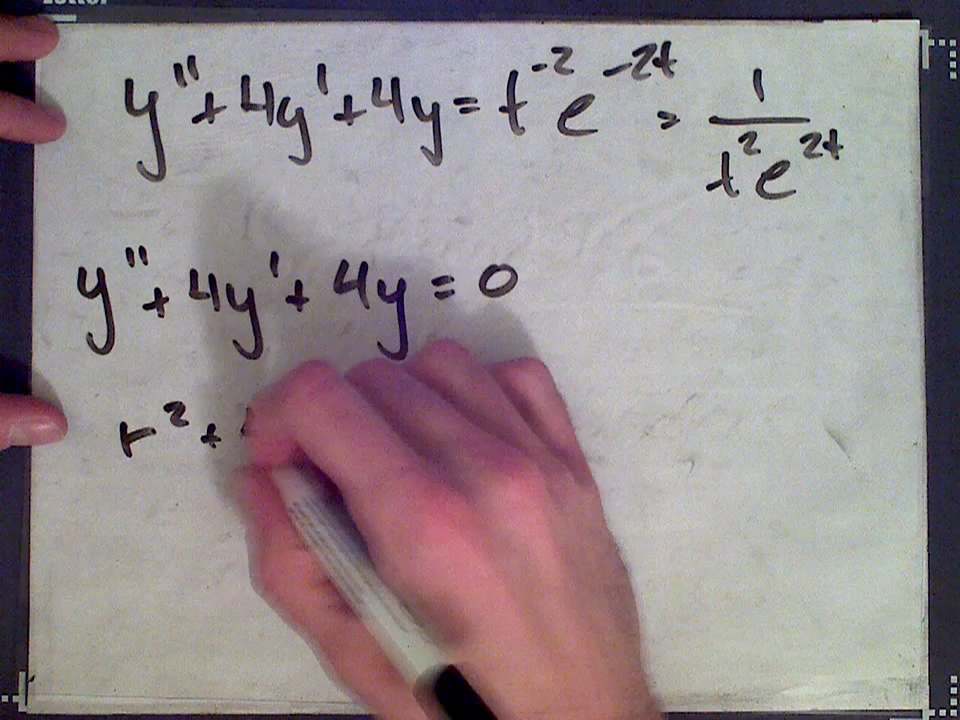 y'' + 4y' + 4y = t^-2 e^-2t = 1/(t^2 e^2t)
y'' + 4y' + 4y = 0
r^2 +